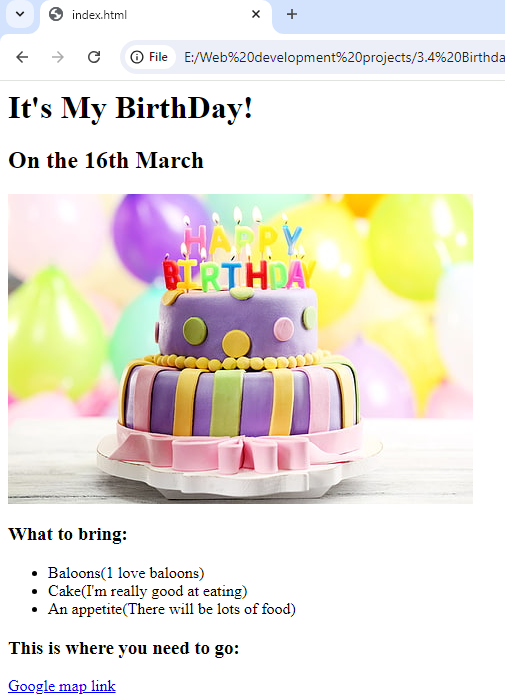 index.html
File
E:/Web%20development%20projects/3.4%20Birthda
It's My BirthDay!
On the 16th March
HAPPY
BIRTHDAY
What to bring:
Baloons(1 love baloons)
Cake(I'm really good at eating)
An appetite(There will be lots of food)
This is where you need to go:
Google map link